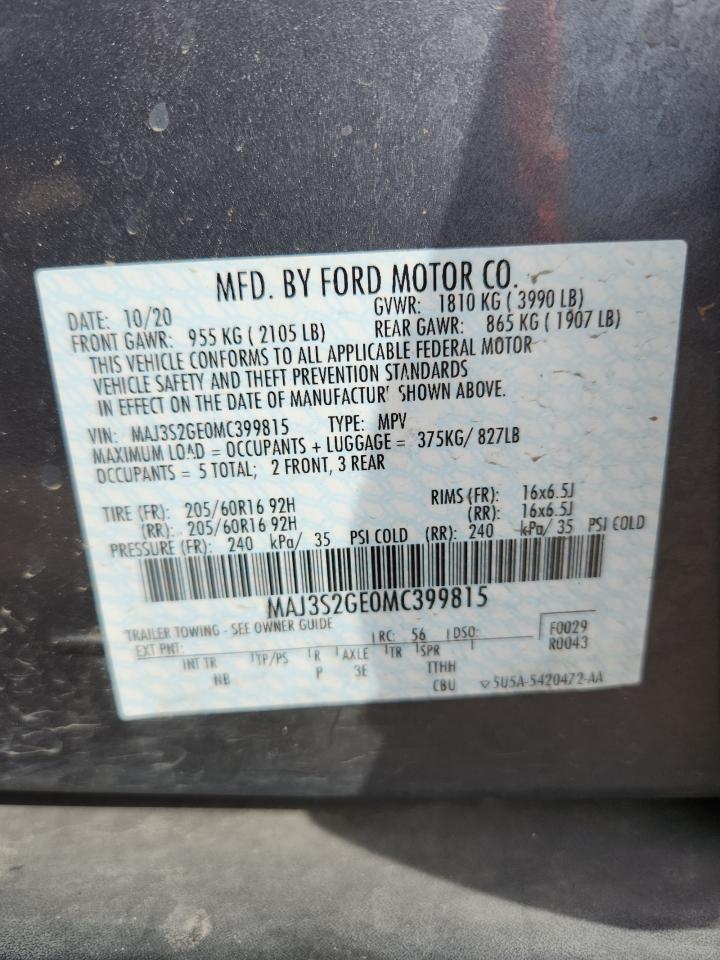 MFD. BY FORD MOTOR CO.
DATE: 10/20 GVWR: 1810 KG ( 3990 LB)
FRONT GAWR: 955 KG ( 2105 LB) REAR GAWR: 865 KG ( 1907 LB)
THIS VEHICLE CONFORMS TO ALL APPLICABLE FEDERAL MOTOR
VEHICLE SAFETY AND THEFT PREVENTION STANDARDS
IN EFFECT ON THE DATE OF MANUFACTUR' SHOWN ABOVE.
VIN: MAJ3S2GE0MC399815 TYPE: MPV
MAXIMUM LOAD = OCCUPANTS + LUGGAGE = 375KG/ 827LB
OCCUPANTS = 5 TOTAL; 2 FRONT, 3 REAR
TIRE (FR): 205/60R16 92H RIMS (FR): 16x6.5J
(RR): 205/60R16 92H (RR): 16x6.5J
PRESSURE (FR): 240 kPa/ 35 PSI COLD (RR): 240 kPa/ 35 PSI COLD
MAJ3S2GE0MC399815
TRAILER TOWING - SEE OWNER GUIDE
EXT PNT: RC: 56 DSO: F0029
R0043
INT TR TP/PS R AXLE TR SPR
NB P 3E TTHH
CBU ▽5U5A-5420472-AA